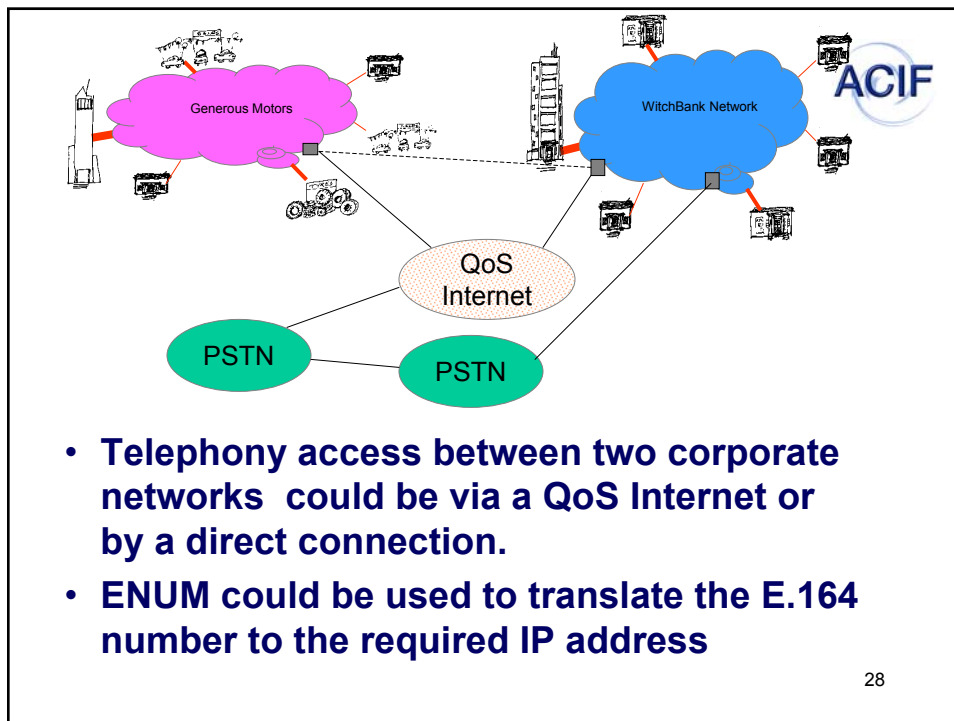 Generous Motors
WitchBank Network
ACIF
QoS
Internet
PSTN
PSTN
• Telephony access between two corporate
networks could be via a QoS Internet or
by a direct connection.
• ENUM could be used to translate the E.164
number to the required IP address
28